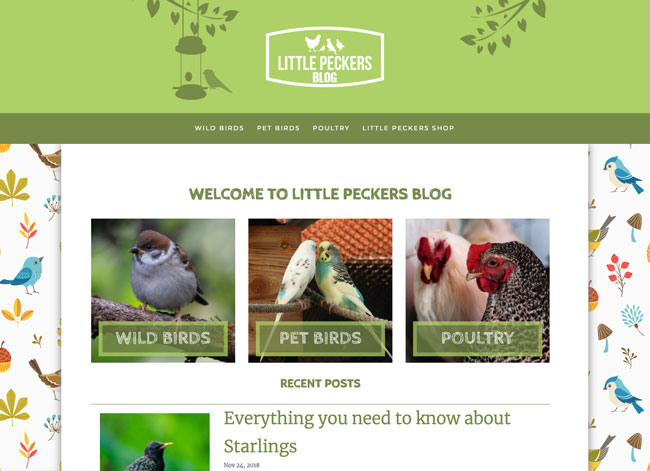 LITTLE PECKERS
BLOG
WILD BIRDS PET BIRDS POULTRY LITTLE PECKERS SHOP
WELCOME TO LITTLE PECKERS BLOG
WILD BIRDS PET BIRDS POULTRY
RECENT POSTS
Everything you need to know about
Starlings
Nov 24, 2018